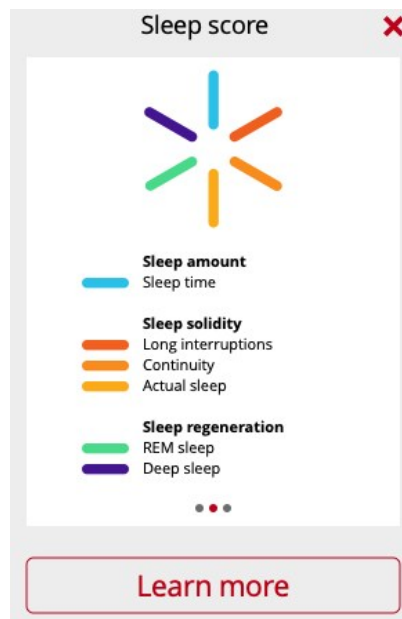 Sleep score
Sleep amount
Sleep time
Sleep solidity
Long interruptions
Continuity
Actual sleep
Sleep regeneration
REM sleep
Deep sleep
Learn more